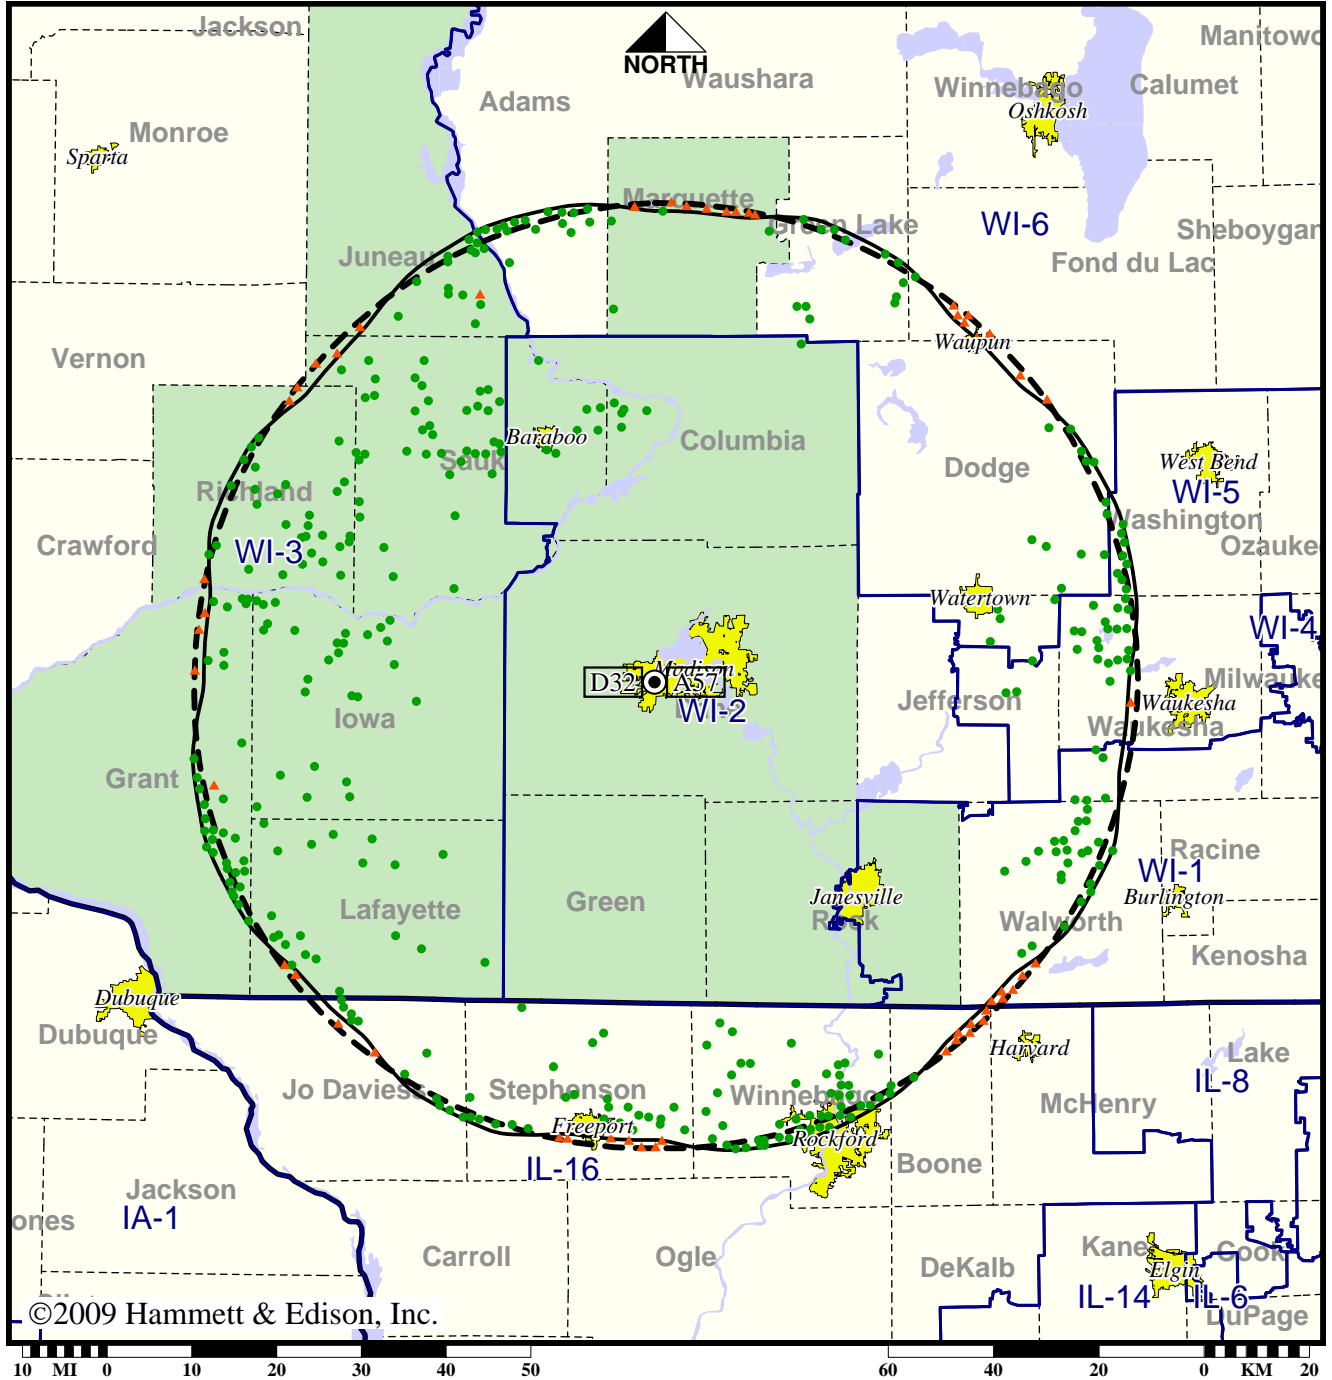 Jackson
NORTH
Waushara
Manitowo
Adams
Winnebago
Calumet
Oshkosh
Monroe
Sparta
Marquette
Green Lake
WI-6
Sheboygan
Juneau
Fond du Lac
Vernon
Waupun
Baraboo
Columbia
Sauk
Dodge
West Bend
WI-5
Richland
Washington
Crawford
WI-3
Ozauke
Watertown
WI-4
Madison
D32
A57
WI-2
Milwauke
Jefferson
Waukesha
Waukesha
Iowa
Grant
Racine
WI-1
Janesville
Burlington
Green
Lafayette
Rock
Walworth
Kenosha
Dubuque
Dubuque
Harvard
Lake
IL-8
Jo Daviess
Stephenson
Winnebago
McHenry
Freeport
Rockford
IL-16
Boone
Jackson
IA-1
ones
Carroll
Ogle
DeKalb
Kane
Cook
Elgin
IL-14
IL-6
DuPage
©2009 Hammett & Edison, Inc.
10 MI 0 10 20 30 40 50
60 40 20 0 KM 20